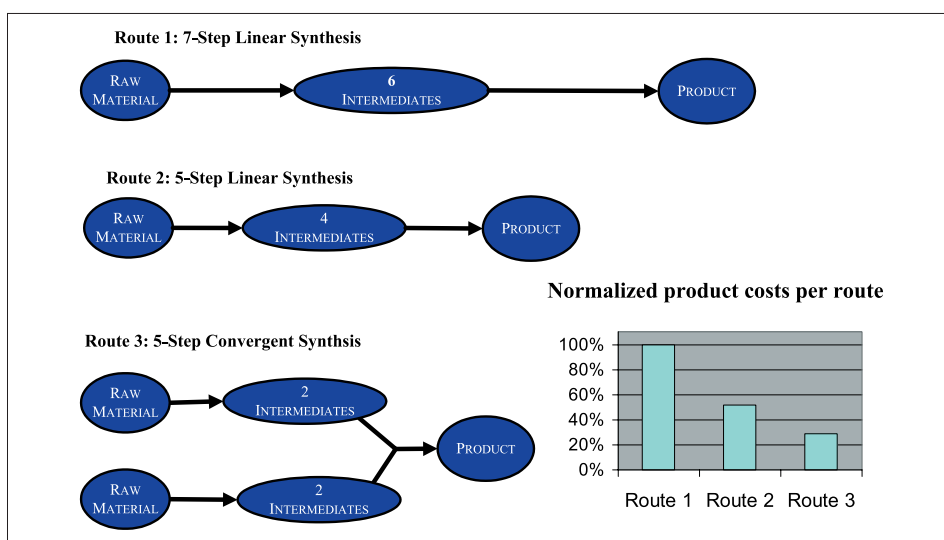 Route 1: 7-Step Linear Synthesis
RAW
MATERIAL
6
INTERMEDIATES
PRODUCT
Route 2: 5-Step Linear Synthesis
RAW
MATERIAL
4
INTERMEDIATES
PRODUCT
Route 3: 5-Step Convergent Synthsis
RAW
MATERIAL
2
INTERMEDIATES
PRODUCT
RAW
MATERIAL
2
INTERMEDIATES
Normalized product costs per route
100%
80%
60%
40%
20%
0%
Route 1 Route 2 Route 3